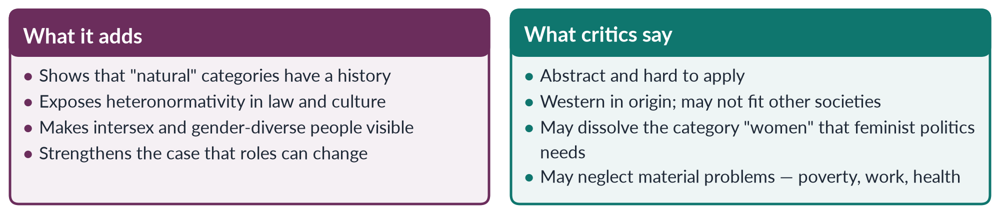 What it adds
• Shows that "natural" categories have a history
• Exposes heteronormativity in law and culture
• Makes intersex and gender-diverse people visible
• Strengthens the case that roles can change
What critics say
• Abstract and hard to apply
• Western in origin; may not fit other societies
• May dissolve the category "women" that feminist politics
needs
• May neglect material problems — poverty, work, health